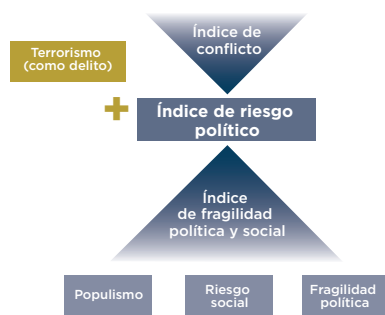 Índice de
conflicto
Terrorismo
(como delito)
+
Índice de riesgo
político
Índice
de fragilidad
política y social
Populismo
Riesgo
social
Fragilidad
política